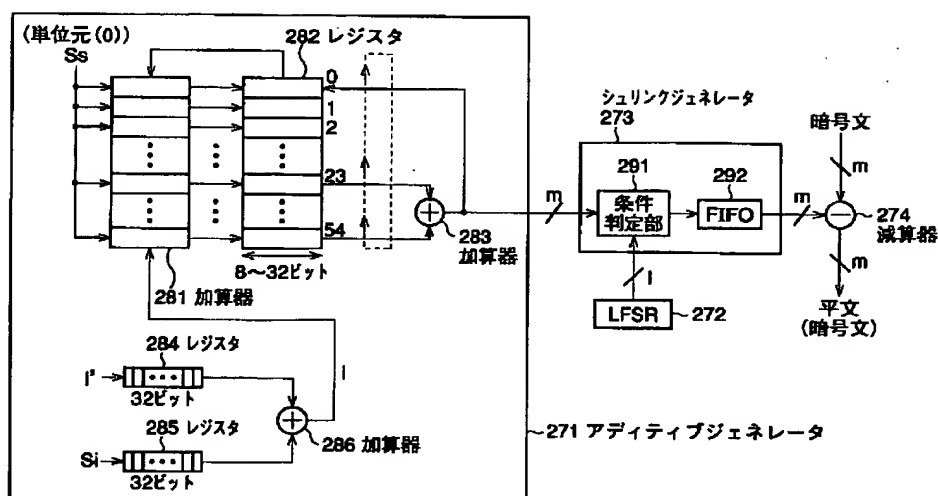 (単位元(0))
Ss
282 レジスタ
0
1
2
23
54
8〜32ビット
281 加算器
283
加算器
284 レジスタ
I'
32ビット
285 レジスタ
Si
32ビット
286 加算器
I
271 アディティブジェネレータ
m
シュリンクジェネレータ
273
291
条件
判定部
292
FIFO
l
LFSR
272
暗号文
m
m
274
減算器
m
平文
(暗号文)